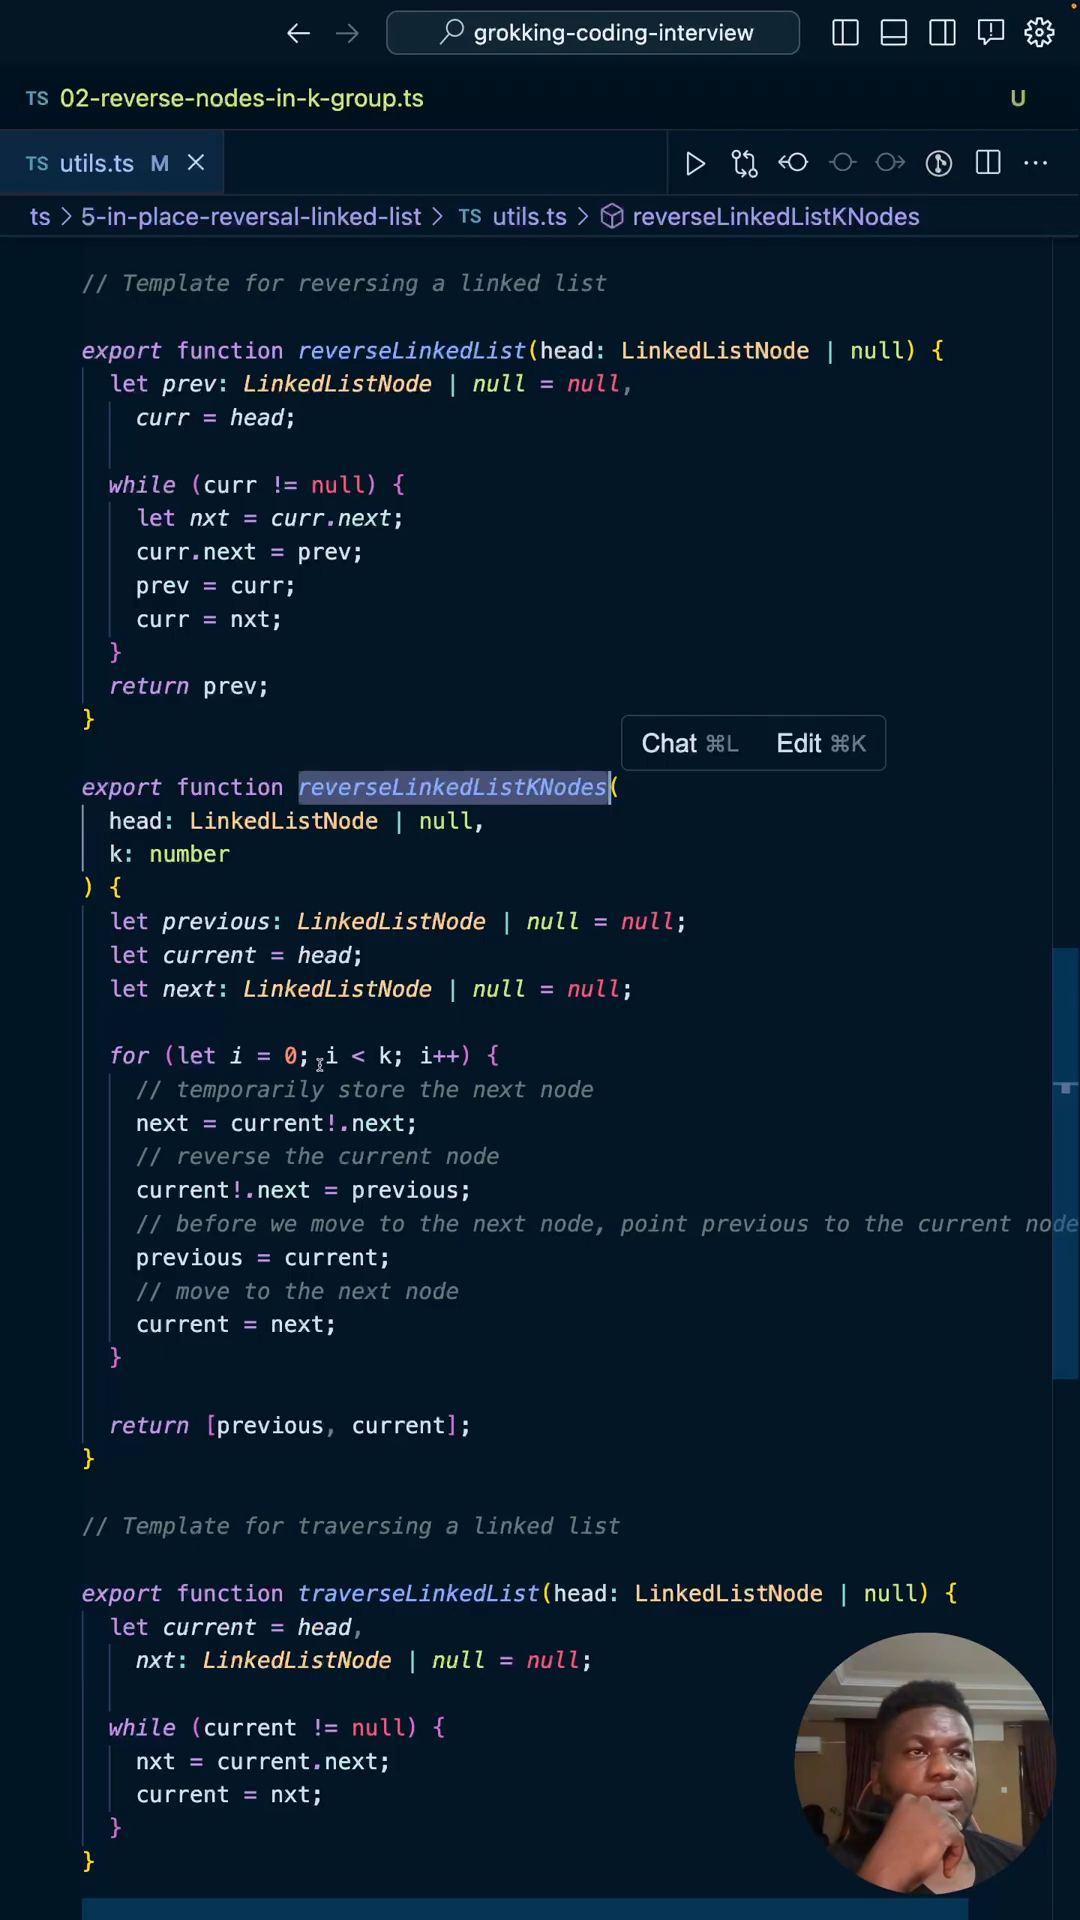 grokking-coding-interview
TS 02-reverse-nodes-in-k-group.ts U
TS utils.ts M
ts > 5-in-place-reversal-linked-list > TS utils.ts > reverseLinkedListKNodes
// Template for reversing a linked list
export function reverseLinkedList(head: LinkedListNode | null) {
let prev: LinkedListNode | null = null,
curr = head;
while (curr != null) {
let nxt = curr.next;
curr.next = prev;
prev = curr;
curr = nxt;
}
return prev;
}
Chat ⌘L Edit ⌘K
export function reverseLinkedListKNodes(
head: LinkedListNode | null,
k: number
) {
let previous: LinkedListNode | null = null;
let current = head;
let next: LinkedListNode | null = null;
for (let i = 0; i < k; i++) {
// temporarily store the next node
next = current!.next;
// reverse the current node
current!.next = previous;
// before we move to the next node, point previous to the current node
previous = current;
// move to the next node
current = next;
}
return [previous, current];
}
// Template for traversing a linked list
export function traverseLinkedList(head: LinkedListNode | null) {
let current = head,
nxt: LinkedListNode | null = null;
while (current != null) {
nxt = current.next;
current = nxt;
}
}